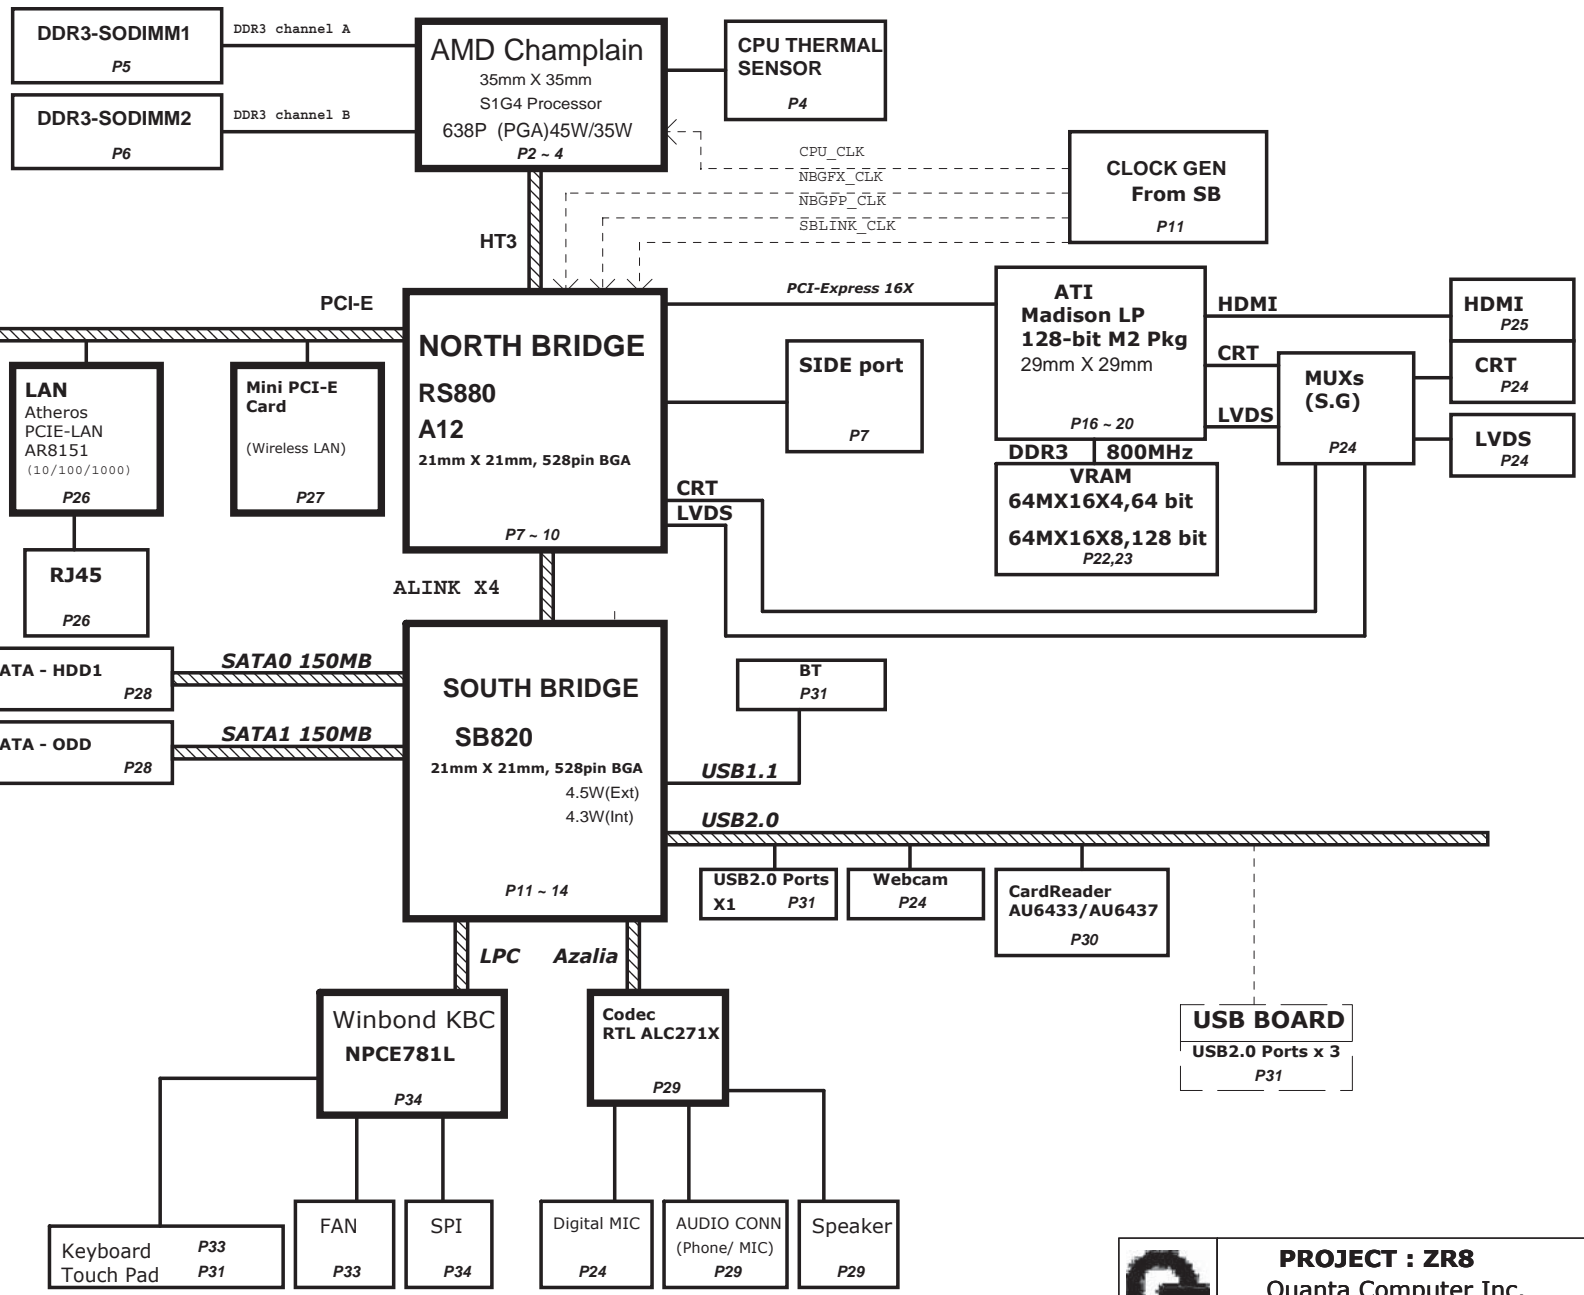 DDR3-SODIMM1
P5
DDR3 channel A
DDR3-SODIMM2
P6
DDR3 channel B
AMD Champlain
35mm X 35mm
S1G4 Processor
638P (PGA)45W/35W
P2 ~ 4
CPU THERMAL
SENSOR
P4
CPU_CLK
NBGFX_CLK
NBGPP_CLK
SBLINK_CLK
CLOCK GEN
From SB
P11
HT3
PCI-E
NORTH BRIDGE
RS880
A12
21mm X 21mm, 528pin BGA
P7 ~ 10
PCI-Express 16X
SIDE port
P7
ATI
Madison LP
128-bit M2 Pkg
29mm X 29mm
P16 ~ 20
HDMI
CRT
LVDS
HDMI
P25
CRT
P24
LVDS
P24
MUXs
(S.G)
P24
DDR3
800MHz
VRAM
64MX16X4,64 bit
64MX16X8,128 bit
P22,23
CRT
LVDS
LAN
Atheros
PCIE-LAN
AR8151
(10/100/1000)
P26
Mini PCI-E
Card
(Wireless LAN)
P27
RJ45
P26
ALINK X4
ATA - HDD1
P28
SATA0 150MB
ATA - ODD
P28
SATA1 150MB
SOUTH BRIDGE
SB820
21mm X 21mm, 528pin BGA
4.5W(Ext)
4.3W(Int)
P11 ~ 14
BT
P31
USB1.1
USB2.0
USB2.0 Ports
X1
P31
Webcam
P24
CardReader
AU6433/AU6437
P30
USB BOARD
USB2.0 Ports x 3
P31
LPC
Azalia
Winbond KBC
NPCE781L
P34
Codec
RTL ALC271X
P29
Keyboard P33
Touch Pad P31
FAN
P33
SPI
P34
Digital MIC
P24
AUDIO CONN
(Phone/ MIC)
P29
Speaker
P29
PROJECT : ZR8
Quanta Computer Inc.